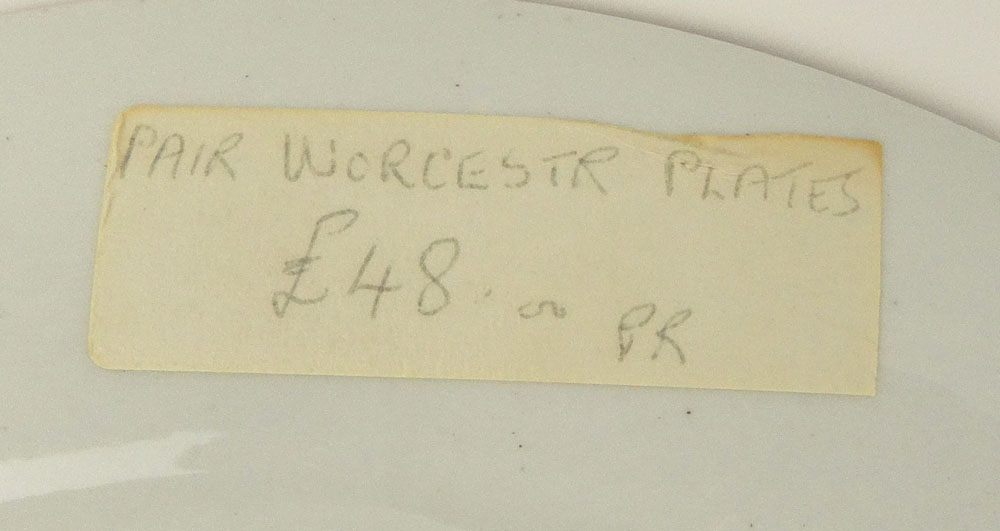 PAIR WORCESTR PLATES
£48.00 PR